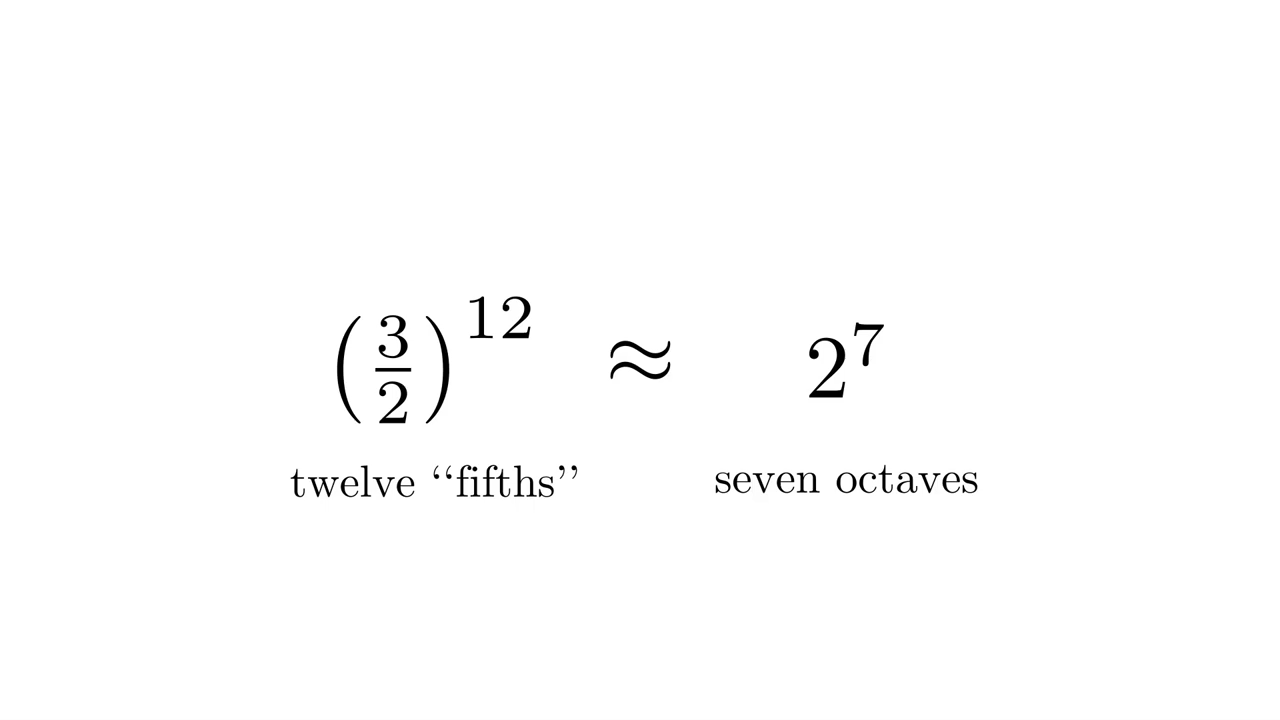 (3/2)^12 ≈ 2^7
twelve “fifths” seven octaves